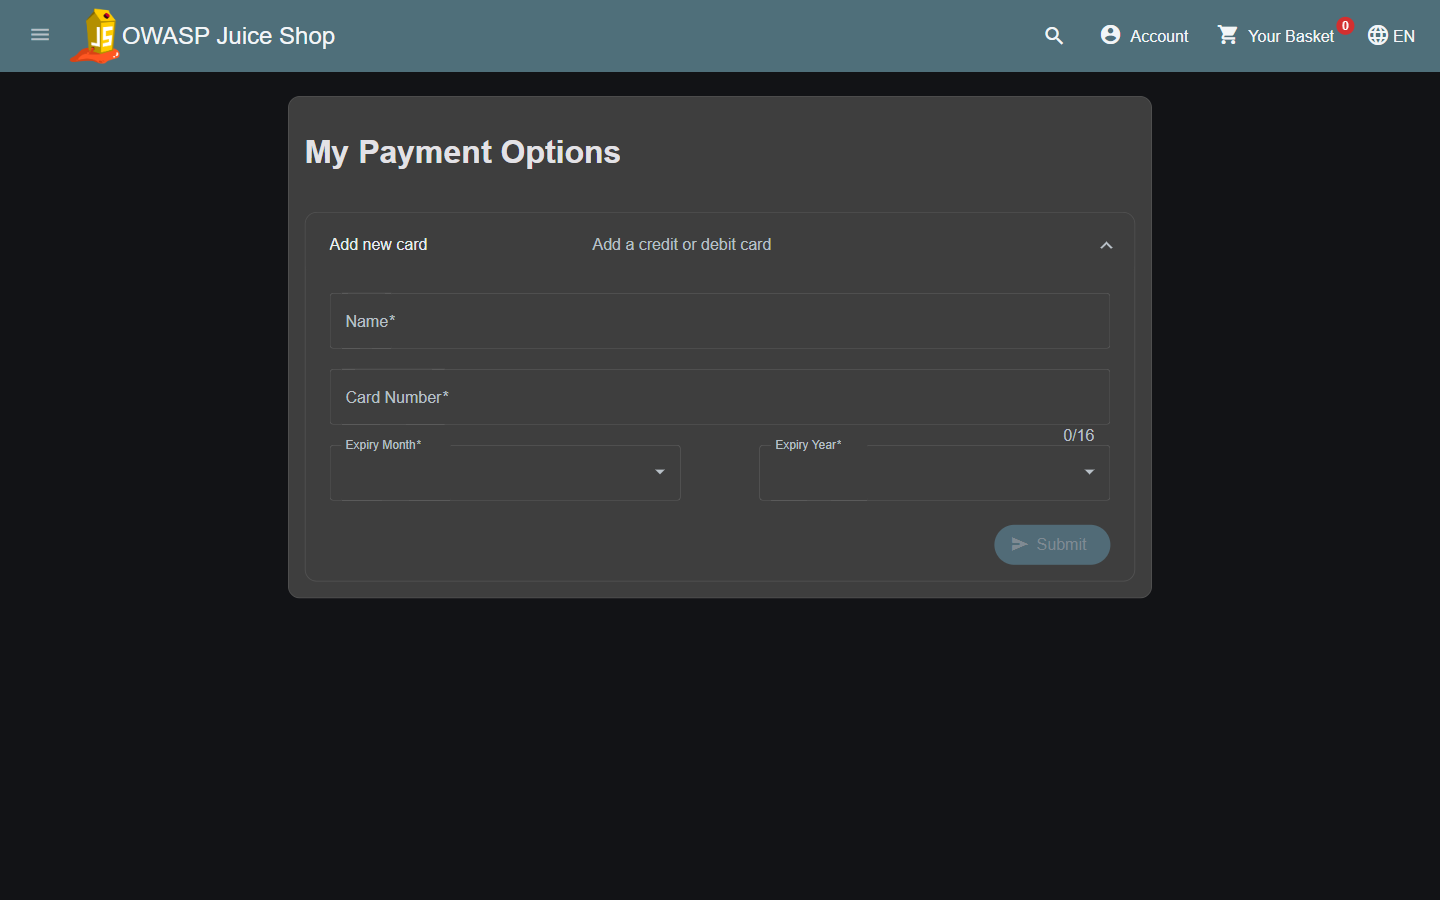 OWASP Juice Shop
Account
Your Basket
0
EN
My Payment Options
Add new card
Add a credit or debit card
Name*
Card Number*
0/16
Expiry Month*
Expiry Year*
Submit